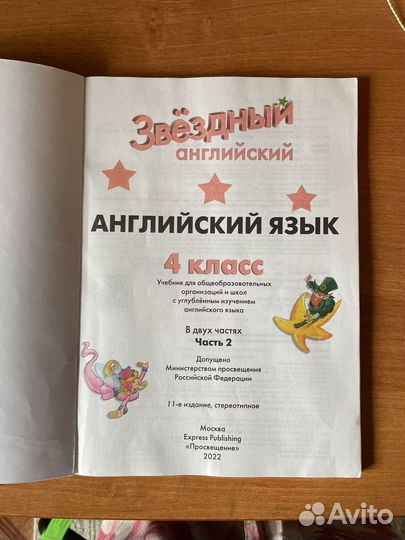 Звёздный
английский
АНГЛИЙСКИЙ ЯЗЫК
4 класс
Учебник для общеобразовательных
организаций и школ
с углублённым изучением
английского языка
В двух частях
Часть 2
Допущено
Министерством просвещения
Российской Федерации
11-е издание, стереотипное
Москва
Express Publishing
«Просвещение»
2022
Avito